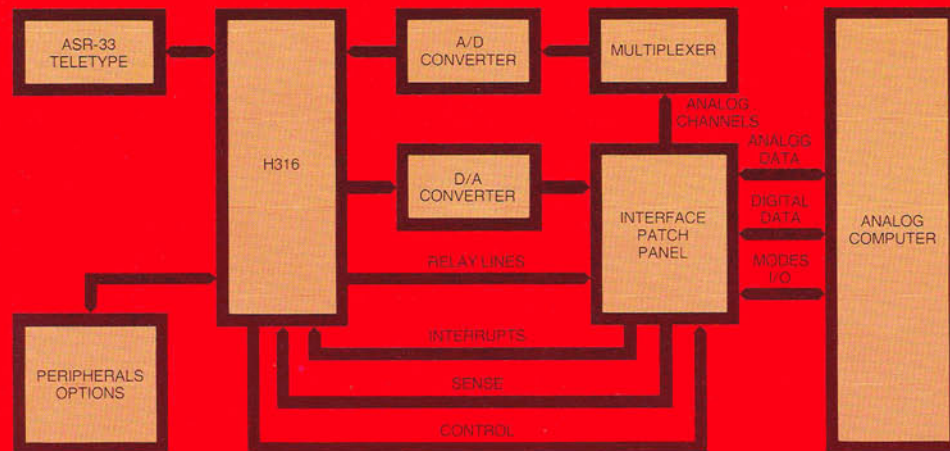 ASR-33
TELETYPE
H316
A/D
CONVERTER
MULTIPLEXER
ANALOG
CHANNELS
D/A
CONVERTER
INTERFACE
PATCH
PANEL
ANALOG
DATA
DIGITAL
DATA
MODES
I/O
ANALOG
COMPUTER
RELAY LINES
INTERRUPTS
SENSE
CONTROL
PERIPHERALS
OPTIONS